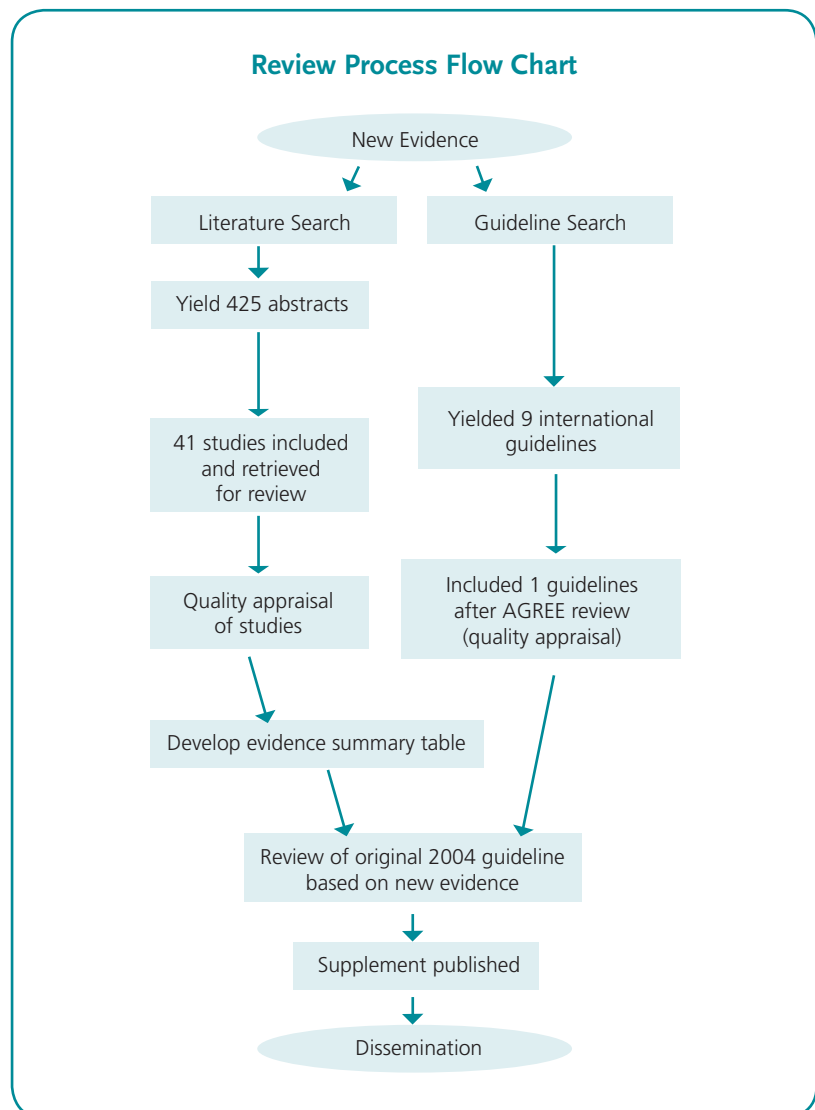 Review Process Flow Chart
New Evidence
Literature Search
Guideline Search
Yield 425 abstracts
Yielded 9 international
guidelines
41 studies included
and retrieved
for review
Quality appraisal
of studies
Included 1 guidelines
after AGREE review
(quality appraisal)
Develop evidence summary table
Review of original 2004 guideline
based on new evidence
Supplement published
Dissemination